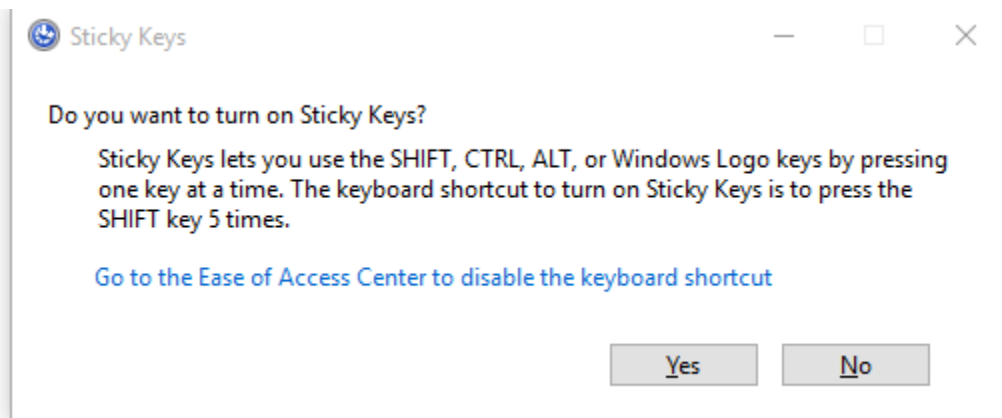 Sticky Keys
Do you want to turn on Sticky Keys?
Sticky Keys lets you use the SHIFT, CTRL, ALT, or Windows Logo keys by pressing
one key at a time. The keyboard shortcut to turn on Sticky Keys is to press the
SHIFT key 5 times.
Go to the Ease of Access Center to disable the keyboard shortcut
Yes
No